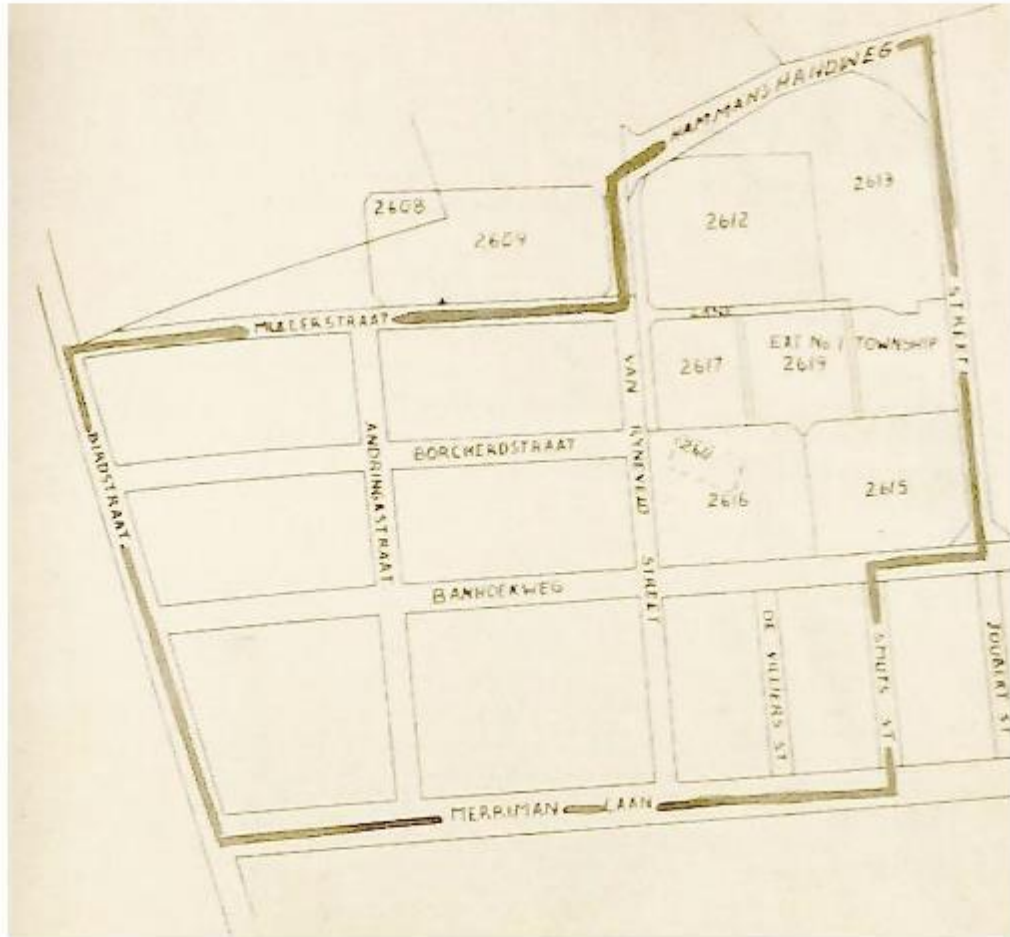 HAMMANSHANDWEG
2608
2609
2612
2613
MULLERSTRAAT
LANE
STREET
VAN RYNEVELD STREET
2617
EXT No 1 TOWNSHIP
2619
BIRDSTRAAT
ANDRINGASTRAAT
BORCHERDSTRAAT
2616
2615
BANHOEKWEG
DE VILLIERS ST
SMUTS ST
JOUBERT ST
MERRIMAN LAAN